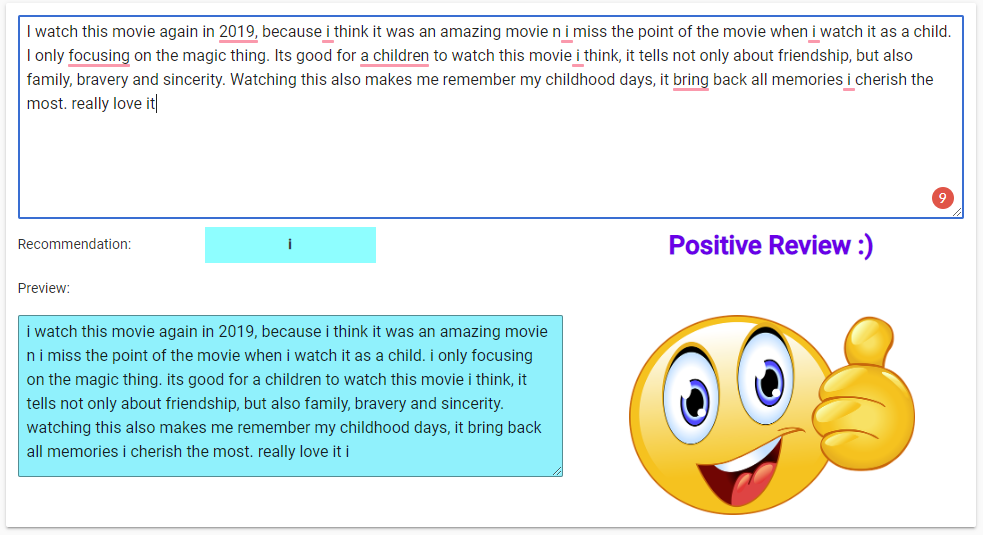 I watch this movie again in 2019, because i think it was an amazing movie n i miss the point of the movie when i watch it as a child.
I only focusing on the magic thing. Its good for a children to watch this movie i think, it tells not only about friendship, but also
family, bravery and sincerity. Watching this also makes me remember my childhood days, it bring back all memories i cherish the
most. really love it
9
Recommendation:
i
Positive Review :)
Preview:
i watch this movie again in 2019, because i think it was an amazing movie
n i miss the point of the movie when i watch it as a child. i only focusing
on the magic thing. its good for a children to watch this movie i think, it
tells not only about friendship, but also family, bravery and sincerity.
watching this also makes me remember my childhood days, it bring back
all memories i cherish the most. really love it i